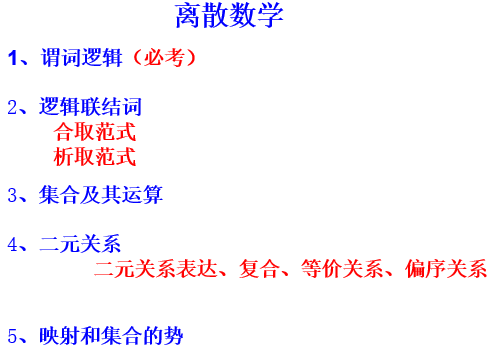 离散数学
1、谓词逻辑（必考）
2、逻辑联结词
合取范式
析取范式
3、集合及其运算
4、二元关系
二元关系表达、复合、等价关系、偏序关系
5、映射和集合的势